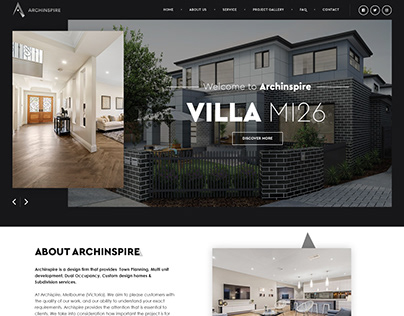 ARCHINSPIRE
HOME ABOUT US SERVICE PROJECT GALLERY FAQ CONTACT
Welcome to Archinspire
VILLA MI26
DISCOVER MORE
ABOUT ARCHINSPIRE
Archinspire is a design firm that provides Town Planning, Multi unit
development, Dual Occupancy, Custom design homes &
Subdivision services.
At Archispire, Melbourne (Victoria), We aim to please customers with
the quality of our work, and our ability to understand your exact
requirements. Archispire provides the attention that is essential to
clients. We take into consideration how important the project is for